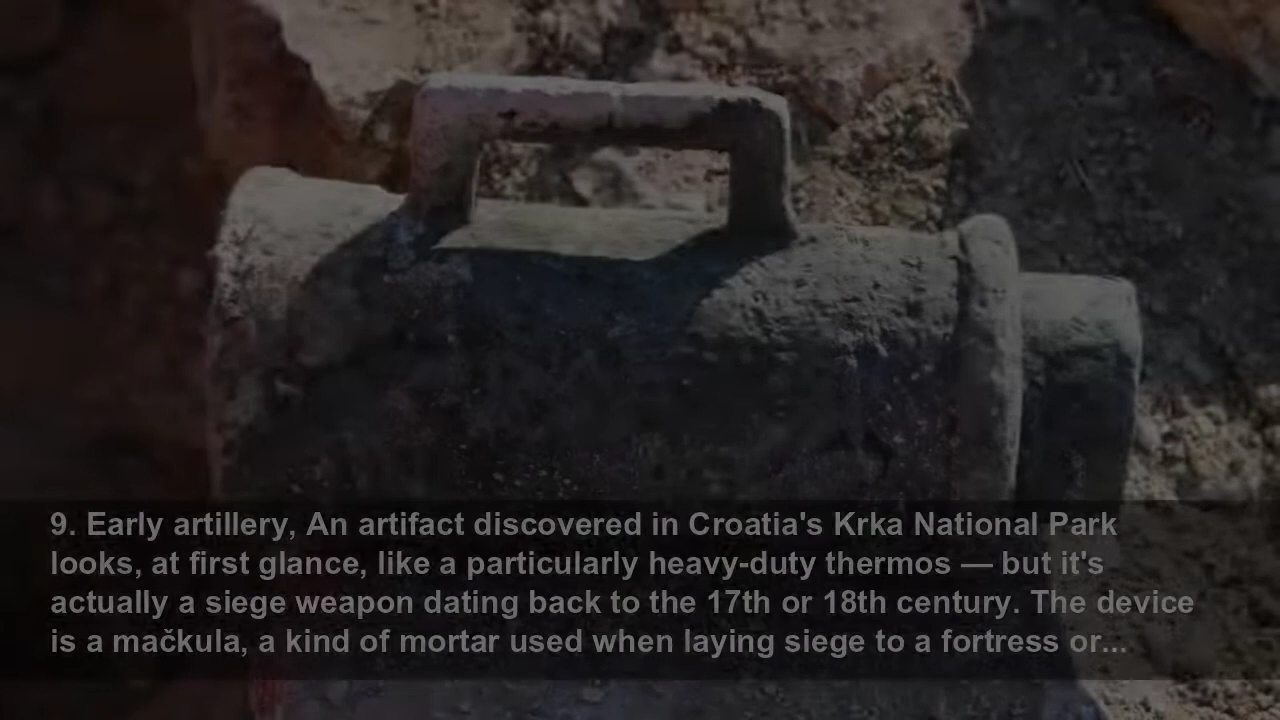 9. Early artillery, An artifact discovered in Croatia's Krka National Park
looks, at first glance, like a particularly heavy-duty thermos — but it's
actually a siege weapon dating back to the 17th or 18th century. The device
is a mačkula, a kind of mortar used when laying siege to a fortress or...